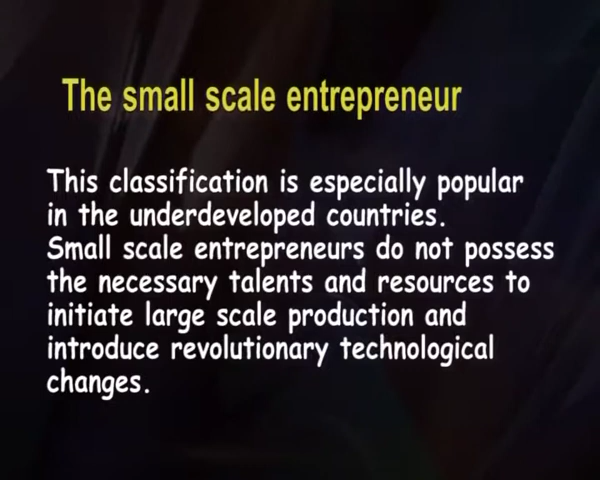 The small scale entrepreneur
This classification is especially popular
in the underdeveloped countries.
Small scale entrepreneurs do not possess
the necessary talents and resources to
initiate large scale production and
introduce revolutionary technological
changes.